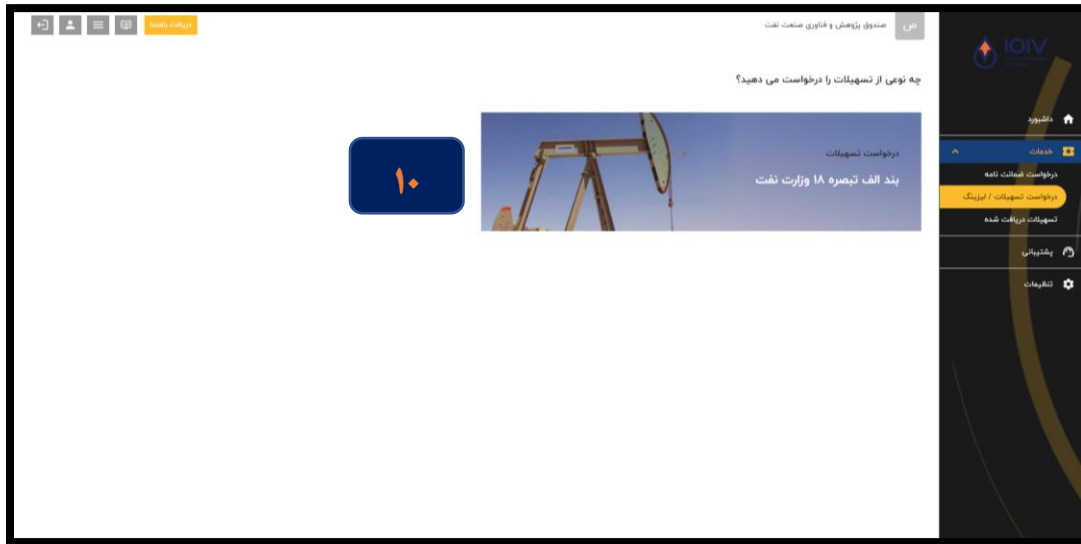 IOIV
داشبورد
خدمات
درخواست ضمانت نامه
درخواست تسهیلات / لیزینگ
تسهیلات دریافت شده
پشتیبانی
تنظیمات
ص
صندوق پژوهش و فناوری صنعت نفت
دریافت راهنما
چه نوعی از تسهیلات را درخواست می دهید؟
درخواست تسهیلات
بند الف تبصره ۱۸ وزارت نفت
۱۰